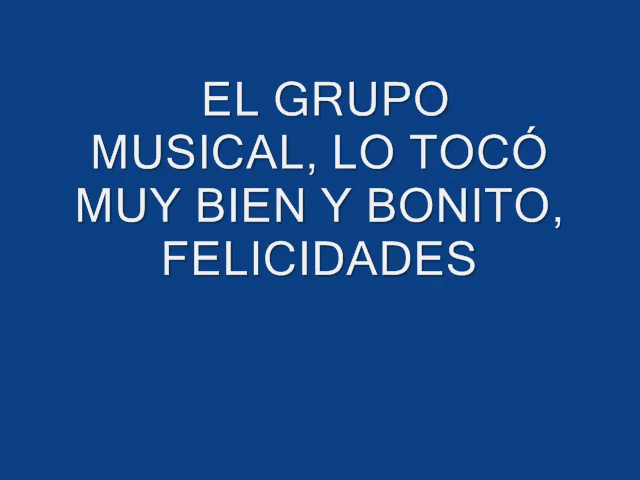 EL GRUPO
MUSICAL, LO TOCÓ
MUY BIEN Y BONITO,
FELICIDADES